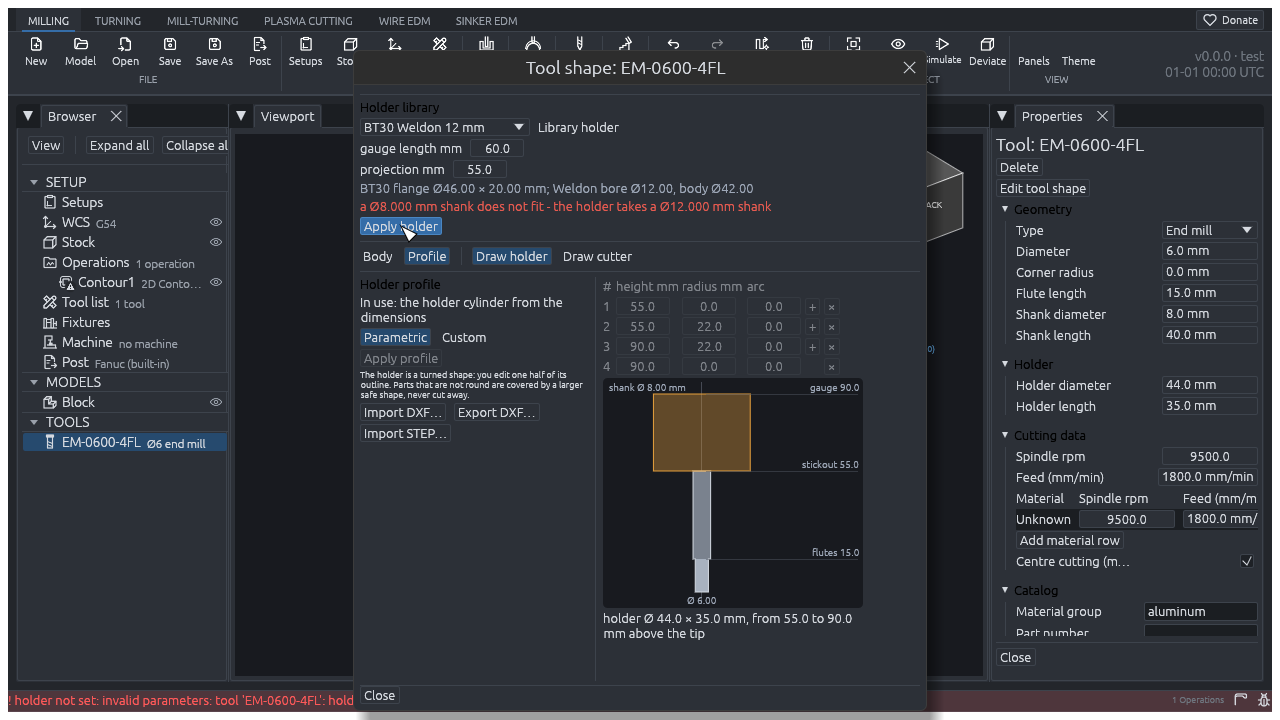 MILLING TURNING MILL-TURNING PLASMA CUTTING WIRE EDM SINKER EDM Donate
New Model Open Save Save As Post Setups Panels Theme Deviate
FILE VIEW
v0.0.0 · test
01-01 00:00 UTC
Tool shape: EM-0600-4FL
Browser
Viewport
Properties
View Expand all
SETUP
Setups
WCS G54
Stock
Operations 1 operation
Contour1 2D Conto...
Tool list 1 tool
Fixtures
Machine no machine
Post Fanuc (built-in)
MODELS
Block
TOOLS
EM-0600-4FL Ø6 end mill
Holder library
BT30 Weldon 12 mm Library holder
gauge length mm 60.0
projection mm 55.0
BT30 flange Ø46.00 × 20.00 mm; Weldon bore Ø12.00, body Ø42.00
a Ø8.000 mm shank does not fit - the holder takes a Ø12.000 mm shank
Apply holder
Body Profile Draw holder Draw cutter
Holder profile
In use: the holder cylinder from the
dimensions
Parametric Custom
Apply profile
The holder is a turned shape: you edit one half of its
outline. Parts that are not round are covered by a larger
safe shape, never cut away.
Import DXF... Export DXF...
Import STEP...
# height mm radius mm arc
1 55.0 0.0 0.0 + ×
2 55.0 22.0 0.0 + ×
3 90.0 22.0 0.0 + ×
4 90.0 0.0 0.0 ×
shank Ø 8.00 mm gauge 90.0
stickout 55.0
flutes 15.0
Ø 6.00
holder Ø 44.0 × 35.0 mm, from 55.0 to 90.0
mm above the tip
Close
Tool: EM-0600-4FL
Delete
Edit tool shape
Geometry
Type End mill
Diameter 6.0 mm
Corner radius 0.0 mm
Flute length 15.0 mm
Shank diameter 8.0 mm
Shank length 40.0 mm
Holder
Holder diameter 44.0 mm
Holder length 35.0 mm
Cutting data
Spindle rpm 9500.0
Feed (mm/min) 1800.0 mm/min
Material Spindle rpm Feed (mm/m
Unknown 9500.0 1800.0 mm/
Add material row
Centre cutting (m...
Catalog
Material group aluminum
Part number
Close
! holder not set: invalid parameters: tool 'EM-0600-4FL': hold
1 Operations